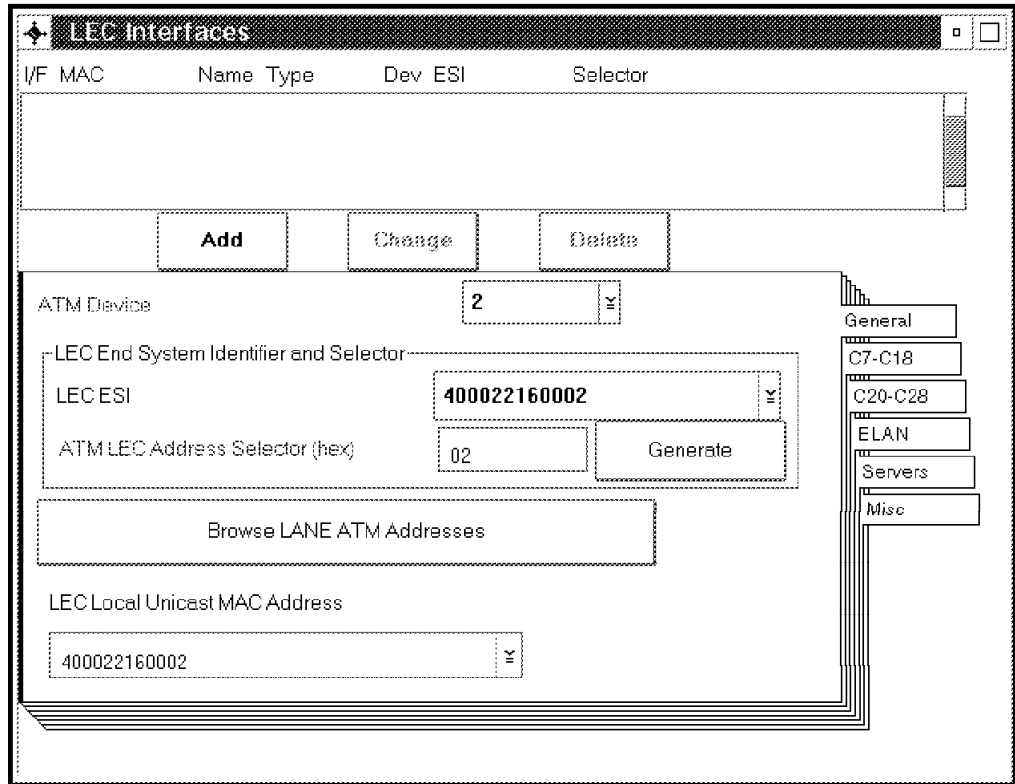 LEC Interfaces
I/F MAC Name Type Dev ESI Selector
Add Change Delete
ATM Device 2
General
LEC End System Identifier and Selector
C7-C18
LEC ESI 400022160002
C20-C28
ELAN
ATM LEC Address Selector (hex) 02 Generate
Servers
Misc
Browse LANE ATM Addresses
LEC Local Unicast MAC Address
400022160002